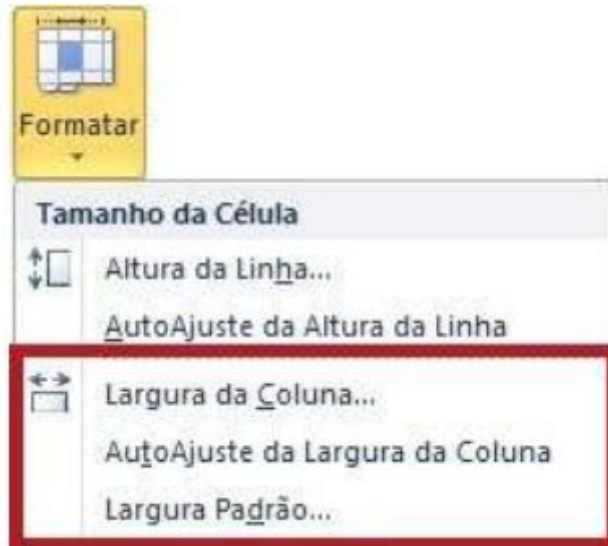 Formatar
Tamanho da Célula
Altura da Linha...
AutoAjuste da Altura da Linha
Largura da Coluna...
AutoAjuste da Largura da Coluna
Largura Padrão...